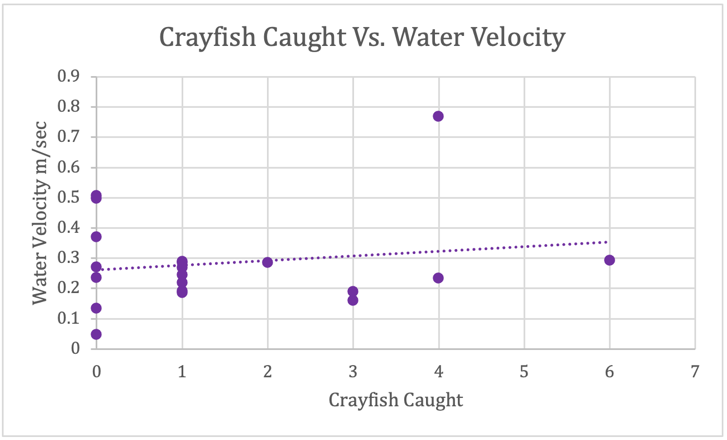 Crayfish Caught Vs. Water Velocity
0.9
0.8
0.7
0.6
0.5
0.4
0.3
0.2
0.1
0
Water Velocity m/sec
0 1 2 3 4 5 6 7
Crayfish Caught